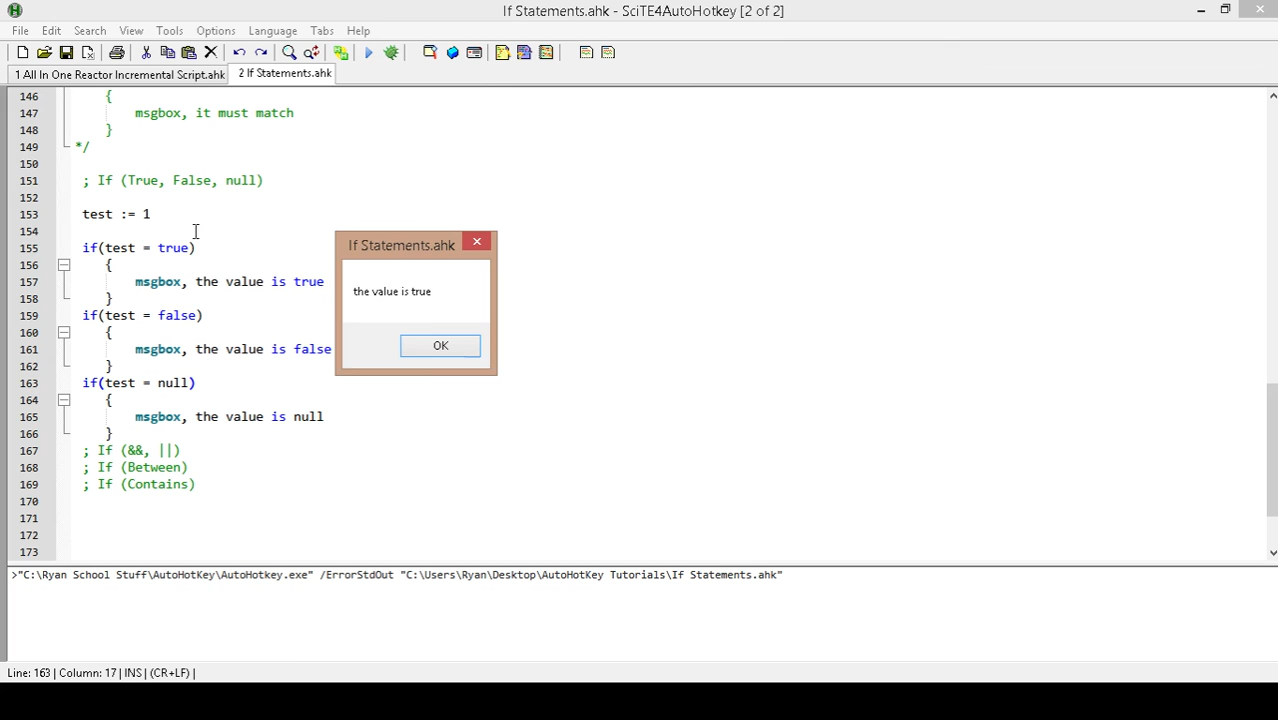 If Statements.ahk - SciTE4AutoHotkey [2 of 2]
File Edit Search View Tools Options Language Tabs Help
1 All In One Reactor Incremental Script.ahk 2 If Statements.ahk
146 {
147 msgbox, it must match
148 }
149 */
150
151 ; If (True, False, null)
152
153 test := 1
154
155 if(test = true)
156 {
157 msgbox, the value is true
158 }
159 if(test = false)
160 {
161 msgbox, the value is false
162 }
163 if(test = null)
164 {
165 msgbox, the value is null
166 }
167 ; If (&&, ||)
168 ; If (Between)
169 ; If (Contains)
170
171
172
173
If Statements.ahk
the value is true
OK
>"C:\Ryan School Stuff\AutoHotKey\AutoHotkey.exe" /ErrorStdOut "C:\Users\Ryan\Desktop\AutoHotKey Tutorials\If Statements.ahk"
Line: 163 | Column: 17 | INS | (CR+LF) |